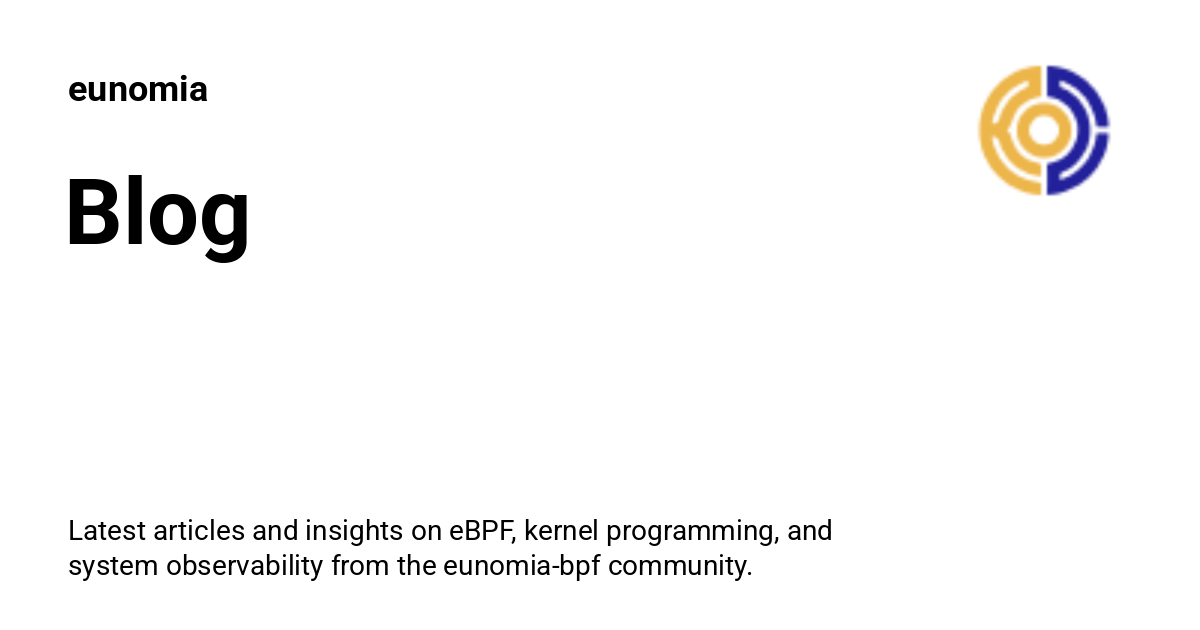 eunomia
Blog
Latest articles and insights on eBPF, kernel programming, and
system observability from the eunomia-bpf community.